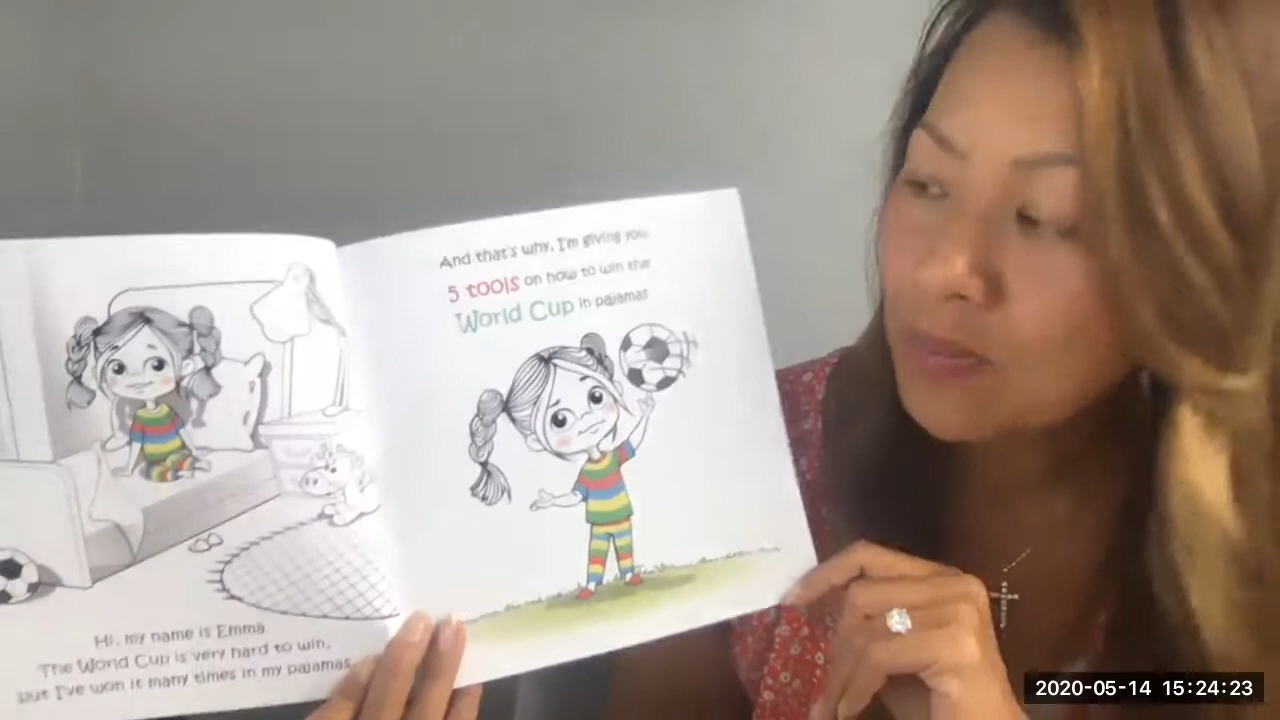 Hi, my name is Emma.
The World Cup is very hard to win,
but I've won it many times in my pajamas.
And that's why, I'm giving you
5 tools on how to win the
World Cup in pajamas
2020-05-14 15:24:23